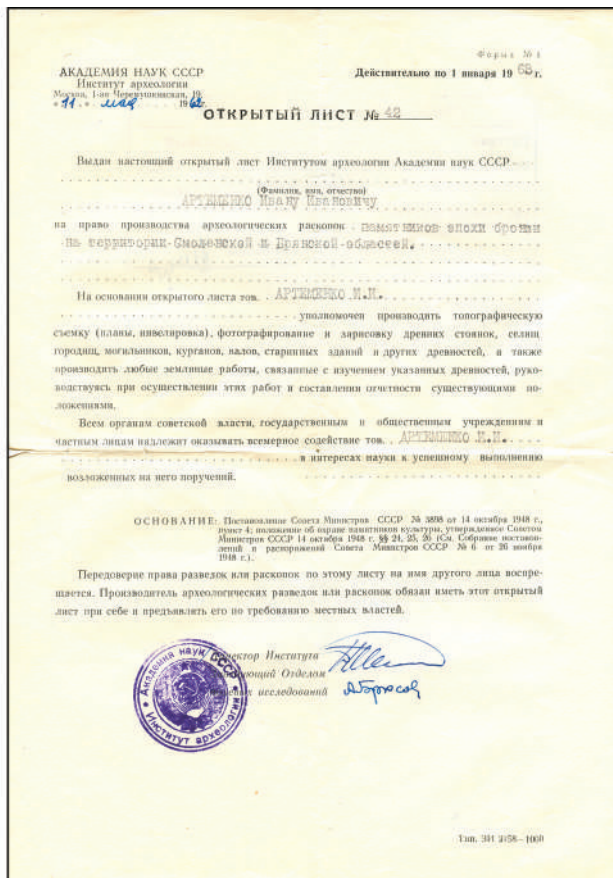 Форма № 1
АКАДЕМИЯ НАУК СССР
Институт археологии
Москва, 1-ая Черемушкинская, 19
Действительно по 1 января 1963 г.
"11" мая 1962г.
ОТКРЫТЫЙ ЛИСТ № 42
Выдан настоящий открытый лист Институтом археологии Академии наук СССР
(Фамилия, имя, отчество)
АРТЕМЕНКО Ивану Ивановичу
на право производства археологических раскопок памятников эпохи бронзы
на территории Смоленской и Брянской областей.
На основании открытого листа тов. АРТЕМЕНКО И.И.
уполномочен производить топографическую
съемку (планы, нивелировка), фотографирование и зарисовку древних стоянок, селищ
городищ, могильников, курганов, валов, старинных зданий и других древностей, а также
производить любые земляные работы, связанные с изучением указанных древностей, руко-
водствуясь при осуществлении этих работ и составлении отчетности существующими по-
ложениями.
Всем органам советской власти, государственным и общественным учреждениям и
частным лицам надлежит оказывать всемерное содействие тов. АРТЕМЕНКО И.И.
в интересах науки к успешному выполнению
возложенных на него поручений.
ОСНОВАНИЕ: Постановление Совета Министров СССР № 3898 от 14 октября 1948 г.,
пункт 4; положение об охране памятников культуры, утвержденное Советом
Министров СССР 14 октября 1948 г. §§ 24, 25, 26 (См. Собрание постанов-
лений и распоряжений Совета Министров СССР № 6 от 26 ноября
1948 г.).
Передоверие права разведок или раскопок по этому листу на имя другого лица воспре-
щается. Производитель археологических разведок или раскопок обязан иметь этот открытый
лист при себе и предъявлять его по требованию местных властей.
Директор Института
Заведующий Отделом
полевых исследований АБрюсов
Академия наук СССР
Институт археологии
Тип. ЗИ 3158—1000